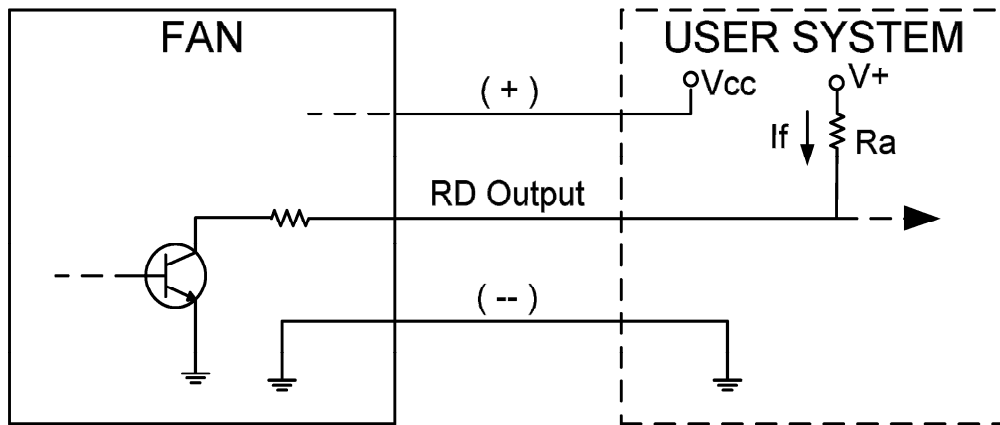 FAN
USER SYSTEM
( + )
Vcc
V+
If
Ra
RD Output
( -- )